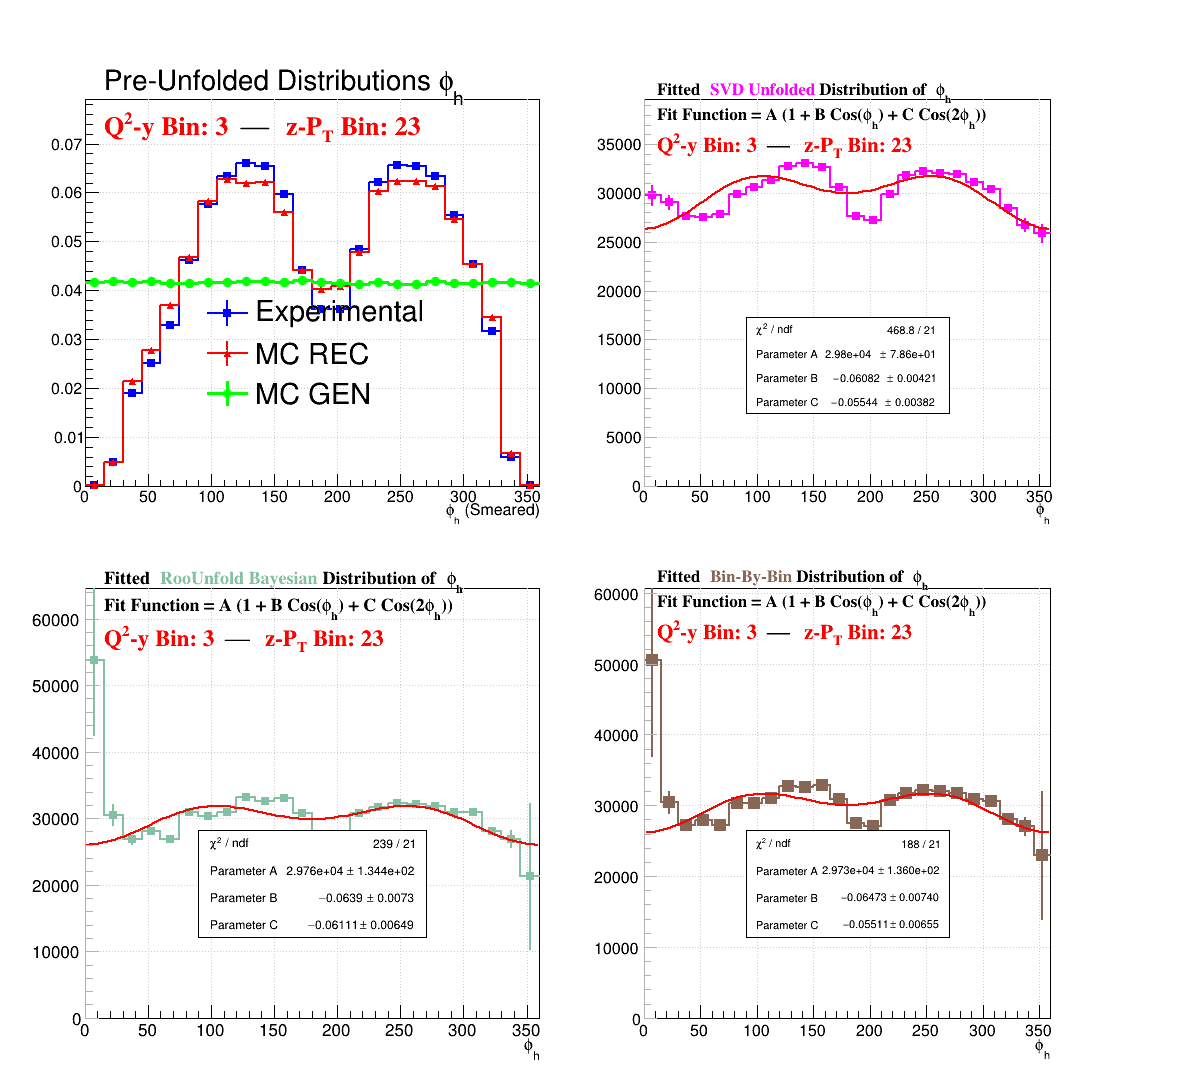 Pre-Unfolded Distributions ϕh
Q²-y Bin: 3 — z-PT Bin: 23
0.07
0.06
0.05
0.04
0.03
0.02
0.01
0
Experimental
MC REC
MC GEN
0 50 100 150 200 250 300 350
ϕh (Smeared)
Fitted SVD Unfolded Distribution of ϕh
Fit Function = A (1 + B Cos(ϕh) + C Cos(2ϕh))
Q²-y Bin: 3 — z-PT Bin: 23
35000
30000
25000
20000
15000
10000
5000
0
χ² / ndf 468.8 / 21
Parameter A 2.98e+04 ± 7.86e+01
Parameter B −0.06082 ± 0.00421
Parameter C −0.05544 ± 0.00382
0 50 100 150 200 250 300 350
ϕh
Fitted RooUnfold Bayesian Distribution of ϕh
Fit Function = A (1 + B Cos(ϕh) + C Cos(2ϕh))
Q²-y Bin: 3 — z-PT Bin: 23
60000
50000
40000
30000
20000
10000
0
χ² / ndf 239 / 21
Parameter A 2.976e+04 ± 1.344e+02
Parameter B −0.0639 ± 0.0073
Parameter C −0.06111 ± 0.00649
0 50 100 150 200 250 300 350
ϕh
Fitted Bin-By-Bin Distribution of ϕh
Fit Function = A (1 + B Cos(ϕh) + C Cos(2ϕh))
Q²-y Bin: 3 — z-PT Bin: 23
60000
50000
40000
30000
20000
10000
0
χ² / ndf 188 / 21
Parameter A 2.973e+04 ± 1.360e+02
Parameter B −0.06473 ± 0.00740
Parameter C −0.05511 ± 0.00655
0 50 100 150 200 250 300 350
ϕh